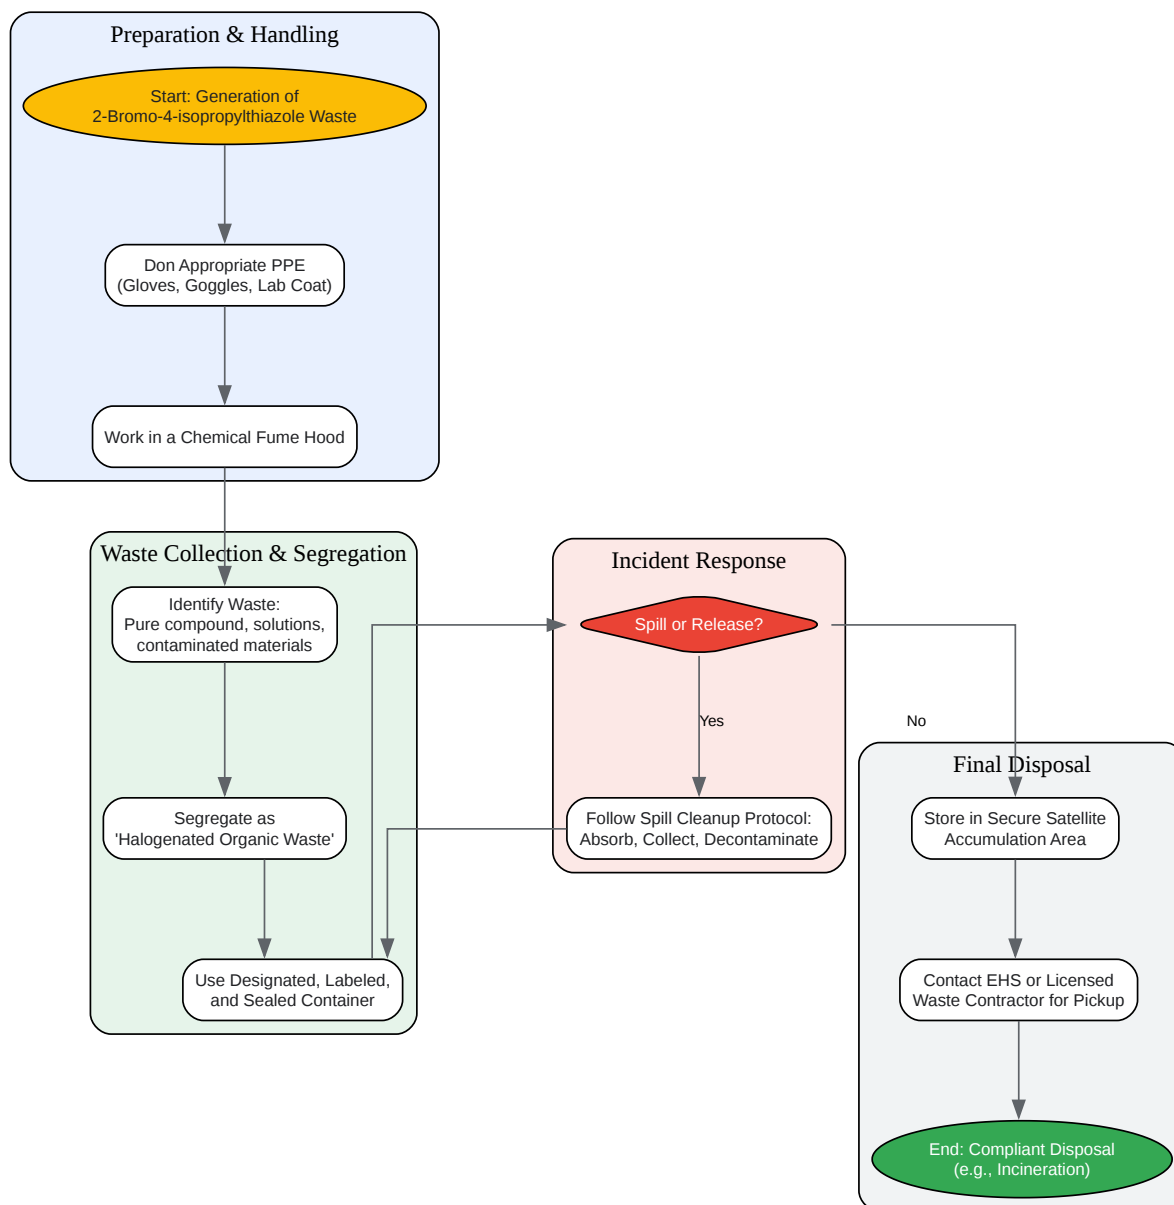 Preparation & Handling
Start: Generation of
2-Bromo-4-isopropylthiazole Waste
Don Appropriate PPE
(Gloves, Goggles, Lab Coat)
Work in a Chemical Fume Hood
Waste Collection & Segregation
Identify Waste:
Pure compound, solutions,
contaminated materials
Segregate as
'Halogenated Organic Waste'
Use Designated, Labeled,
and Sealed Container
Incident Response
Spill or Release?
Yes
No
Follow Spill Cleanup Protocol:
Absorb, Collect, Decontaminate
Final Disposal
Store in Secure Satellite
Accumulation Area
Contact EHS or Licensed
Waste Contractor for Pickup
End: Compliant Disposal
(e.g., Incineration)